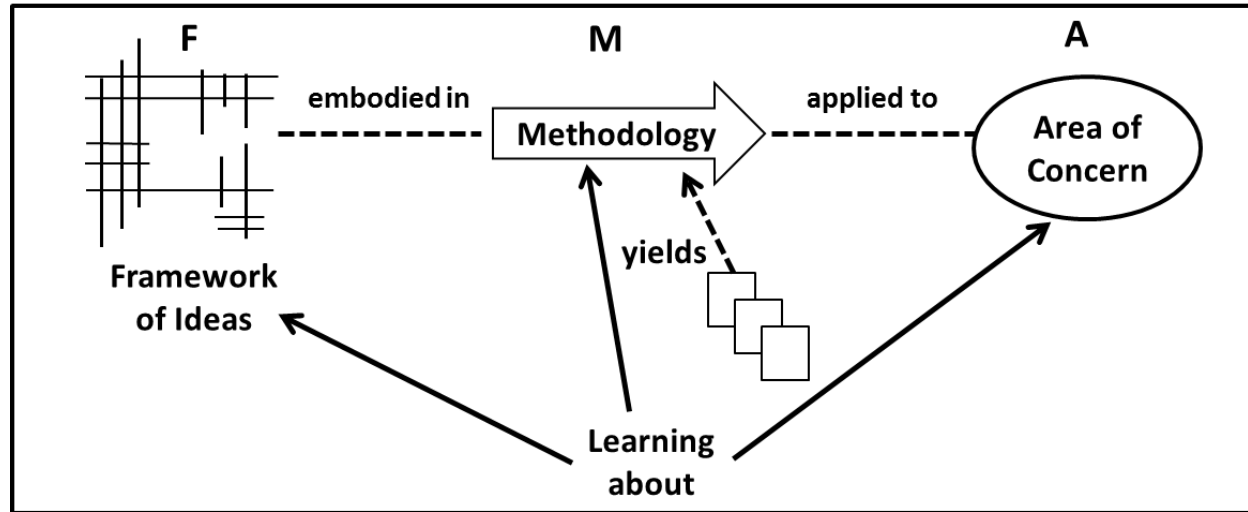 F
M
A
embodied in
Methodology
applied to
Area of
Concern
yields
Framework
of Ideas
Learning
about